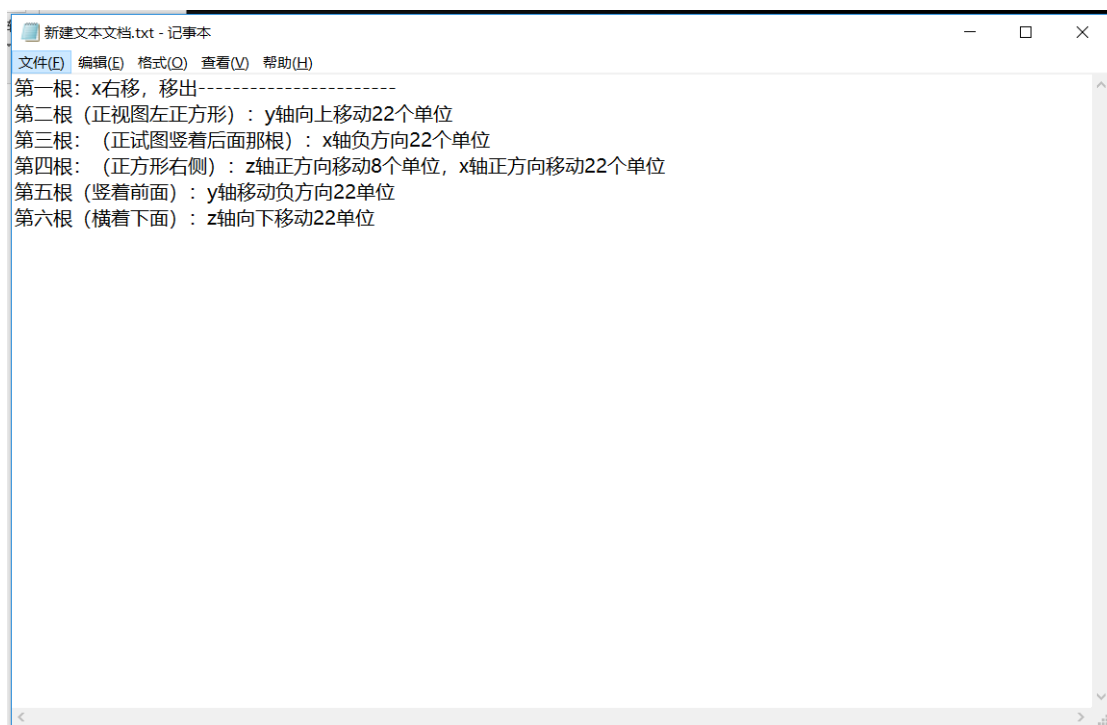 新建文本文档.txt - 记事本
文件(F) 编辑(E) 格式(O) 查看(V) 帮助(H)
第一根：x右移，移出-----------------------
第二根（正视图左正方形）：y轴向上移动22个单位
第三根：（正试图竖着后面那根）：x轴负方向22个单位
第四根：（正方形右侧）：z轴正方向移动8个单位，x轴正方向移动22个单位
第五根（竖着前面）：y轴移动负方向22单位
第六根（横着下面）：z轴向下移动22单位